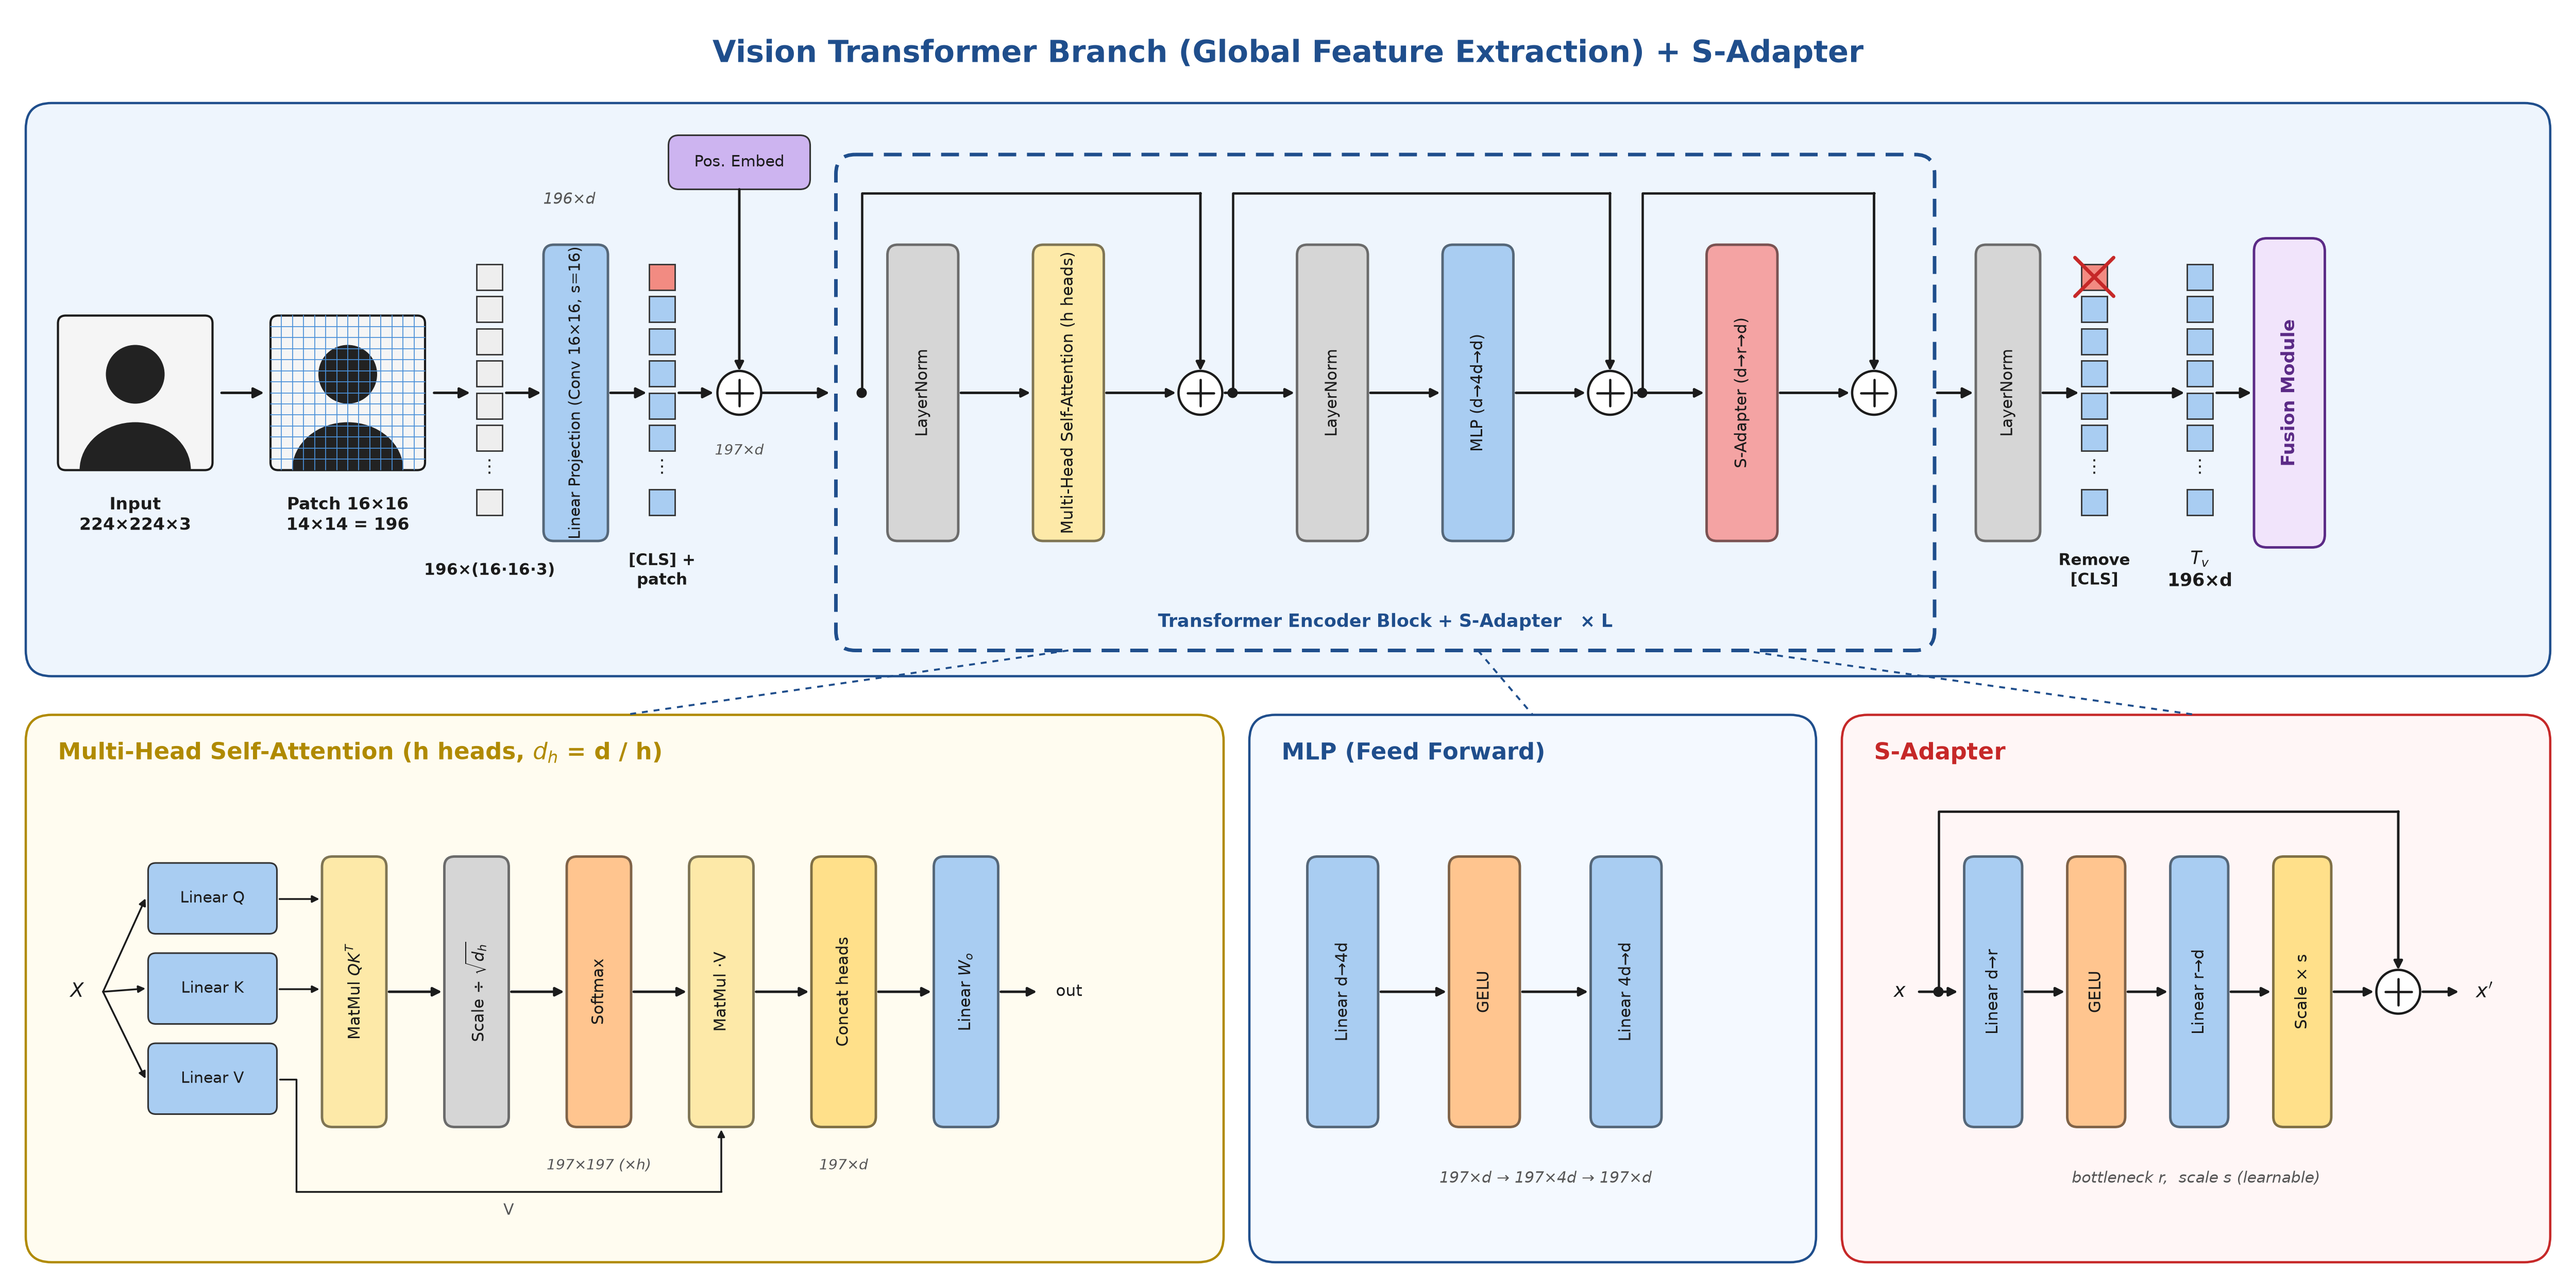 Vision Transformer Branch (Global Feature Extraction) + S-Adapter
Pos. Embed
196×d
Input
224×224×3
Patch 16×16
14×14 = 196
⋮
196×(16·16·3)
Linear Projection (Conv 16×16, s=16)
⋮
[CLS] +
patch
197×d
LayerNorm
Multi-Head Self-Attention (h heads)
LayerNorm
MLP (d→4d→d)
S-Adapter (d→r→d)
Transformer Encoder Block + S-Adapter × L
LayerNorm
⋮
Remove
[CLS]
⋮
T_v
196×d
Fusion Module
Multi-Head Self-Attention (h heads, d_h = d / h)
X
Linear Q
Linear K
Linear V
MatMul QK^T
Scale ÷ √d_h
Softmax
MatMul ·V
Concat heads
Linear W_o
out
197×197 (×h)
197×d
V
MLP (Feed Forward)
Linear d→4d
GELU
Linear 4d→d
197×d → 197×4d → 197×d
S-Adapter
x
Linear d→r
GELU
Linear r→d
Scale × s
x′
bottleneck r, scale s (learnable)